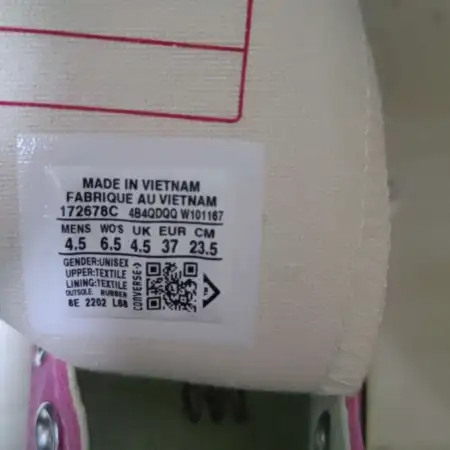 MADE IN VIETNAM
FABRIQUE AU VIETNAM
172678C 4B4QDQQ W101167
MENS WO'S UK EUR CM
4.5 6.5 4.5 37 23.5
GENDER:UNISEX
UPPER:TEXTILE
LINING:TEXTILE
OUTSOLE: RUBBER
8E 2202 L68
CONVERSE